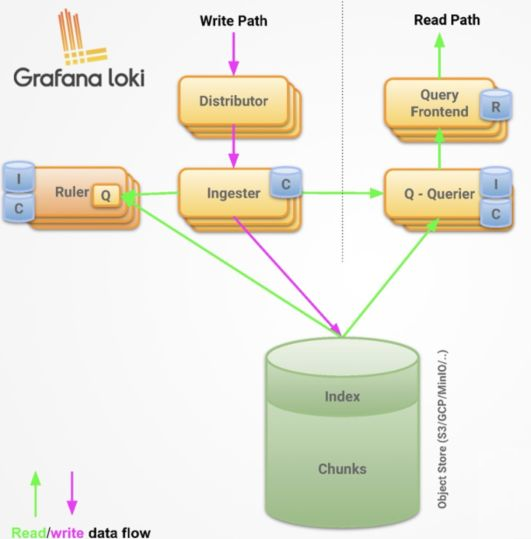 Write Path
Read Path
Grafana loki
Distributor
Query
Frontend
R
I
C
Ruler
Q
Ingester
C
Q - Querier
I
C
Index
Chunks
Object Store (S3/GCP/MinIO/..)
Read/write data flow